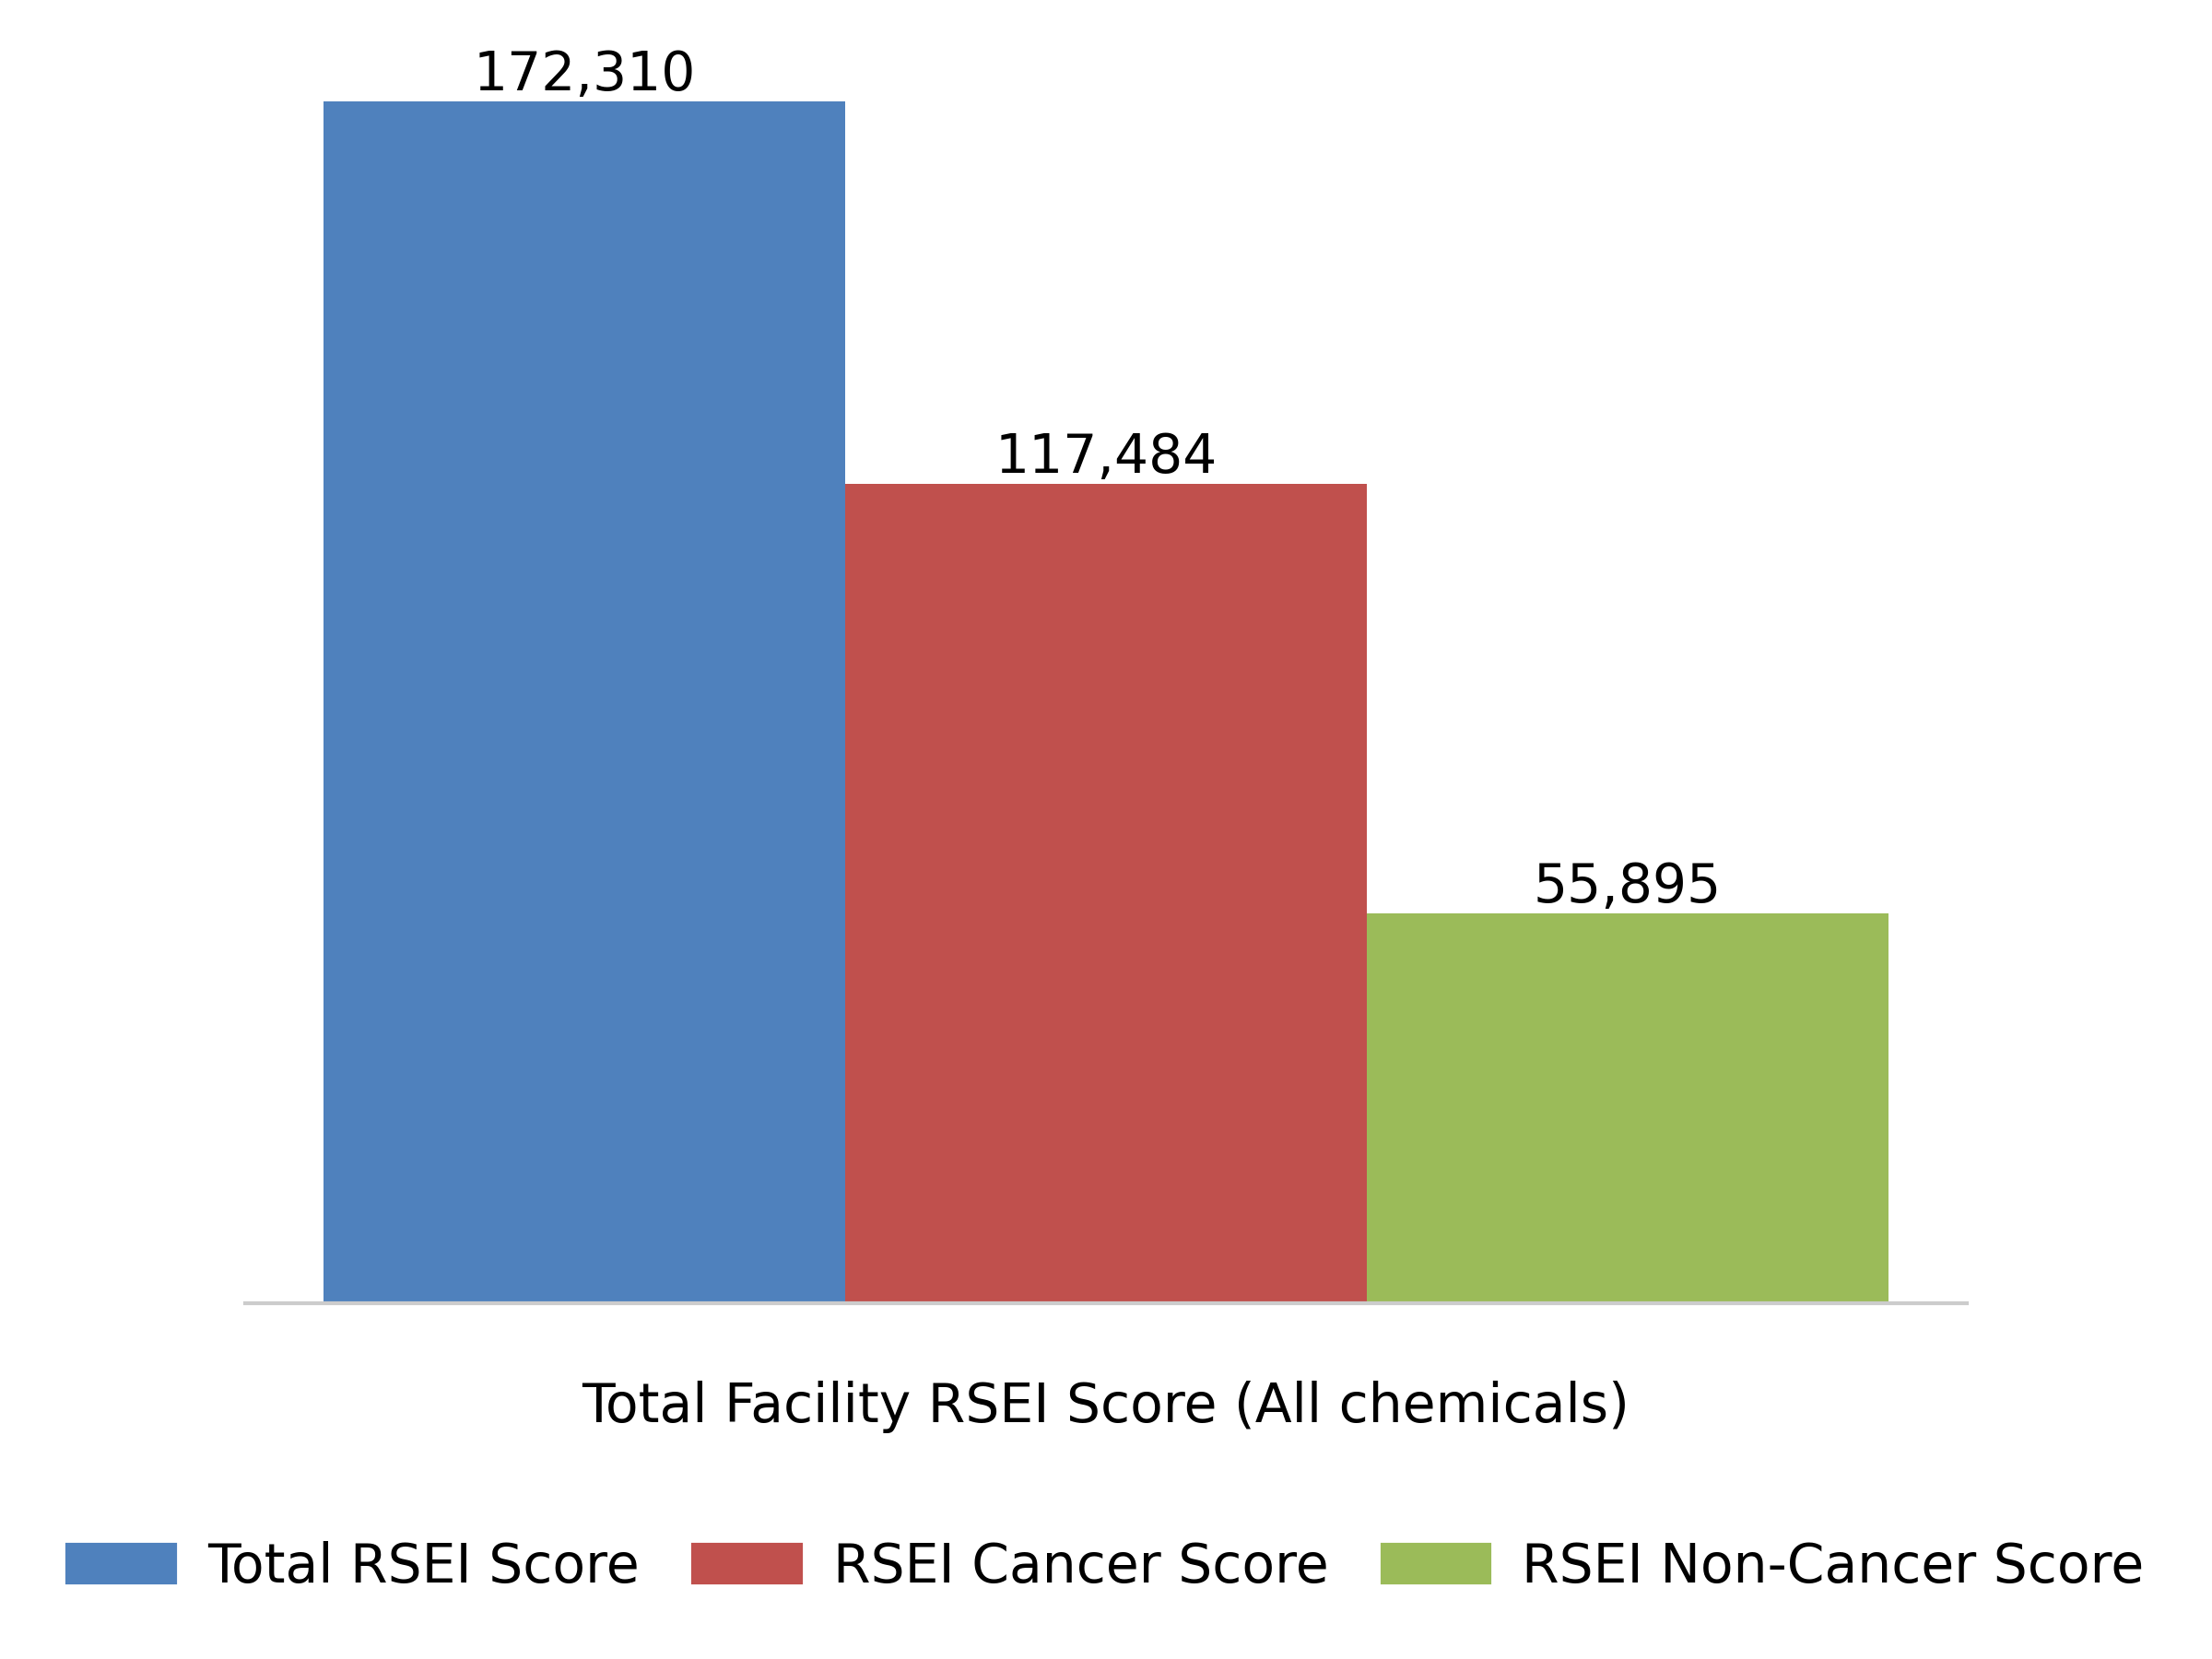 172,310
117,484
55,895
Total Facility RSEI Score (All chemicals)
Total RSEI Score RSEI Cancer Score RSEI Non-Cancer Score